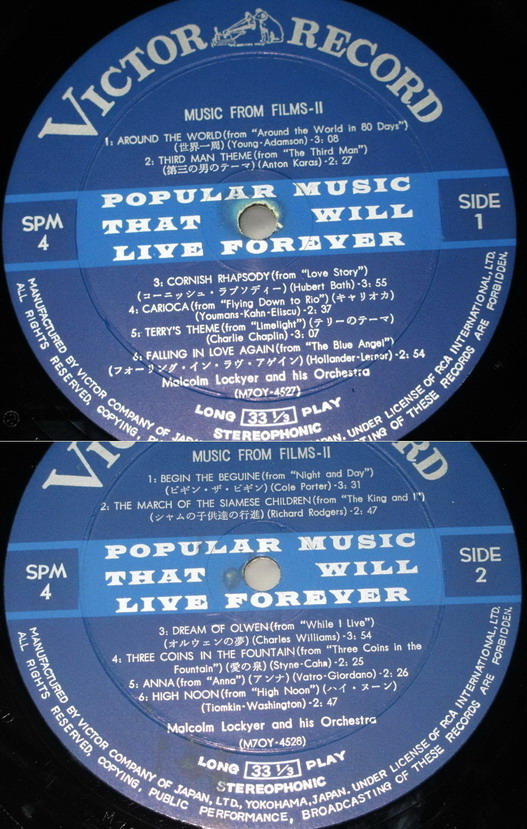 VICTOR RECORD
MUSIC FROM FILMS-II
1: AROUND THE WORLD (from "Around the World in 80 Days")
(世界一周) (Young-Adamson) -3: 08
2: THIRD MAN THEME (from "The Third Man")
(第三の男のテーマ) (Anton Karas) -2: 27
POPULAR MUSIC
THAT WILL
LIVE FOREVER
SPM
4
SIDE
1
3: CORNISH RHAPSODY (from "Love Story")
(コーニッシュ・ラプソディー) (Hubert Bath) -3: 55
4: CARIOCA (from "Flying Down to Rio") (キャリオカ)
(Youmans-Kahn-Eliscu) -2: 37
5: TERRY'S THEME (from "Limelight") (テリーのテーマ)
(Charlie Chaplin) -3: 07
6: FALLING IN LOVE AGAIN (from "The Blue Angel")
(フォーリング・イン・ラヴ・アゲイン) (Hollander-Lerner) -2: 54
Malcolm Lockyer and his Orchestra
(M7OY-4527)
LONG 33 1/3 PLAY
STEREOPHONIC
MANUFACTURED BY VICTOR COMPANY OF JAPAN, UNDER LICENSE OF RCA INTERNATIONAL, LTD.
ALL RIGHTS RESERVED, COPYING, BROADCASTING OF THESE RECORDS ARE FORBIDDEN.
MUSIC FROM FILMS-II
1: BEGIN THE BEGUINE (from "Night and Day")
(ビギン・ザ・ビギン) (Cole Porter) -3: 31
2: THE MARCH OF THE SIAMESE CHILDREN (from "The King and I")
(シャムの子供達の行進) (Richard Rodgers) -2: 47
POPULAR MUSIC
THAT WILL
LIVE FOREVER
SPM
4
SIDE
2
3: DREAM OF OLWEN (from "While I Live")
(オルウェンの夢) (Charles Williams) -3: 54
4: THREE COINS IN THE FOUNTAIN (from "Three Coins in the
Fountain") (愛の泉) (Styne-Cahn) -2: 25
5: ANNA (from "Anna") (アンナ) (Vatro-Giordano) -2: 26
6: HIGH NOON (from "High Noon") (ハイ・ヌーン)
(Tiomkin-Washington) -2: 47
Malcolm Lockyer and his Orchestra
(M7OY-4528)
LONG 33 1/3 PLAY
STEREOPHONIC
MANUFACTURED BY VICTOR COMPANY OF JAPAN, LTD., YOKOHAMA, JAPAN. UNDER LICENSE OF RCA INTERNATIONAL, LTD.
ALL RIGHTS RESERVED, COPYING, PUBLIC PERFORMANCE, BROADCASTING OF THESE RECORDS ARE FORBIDDEN.